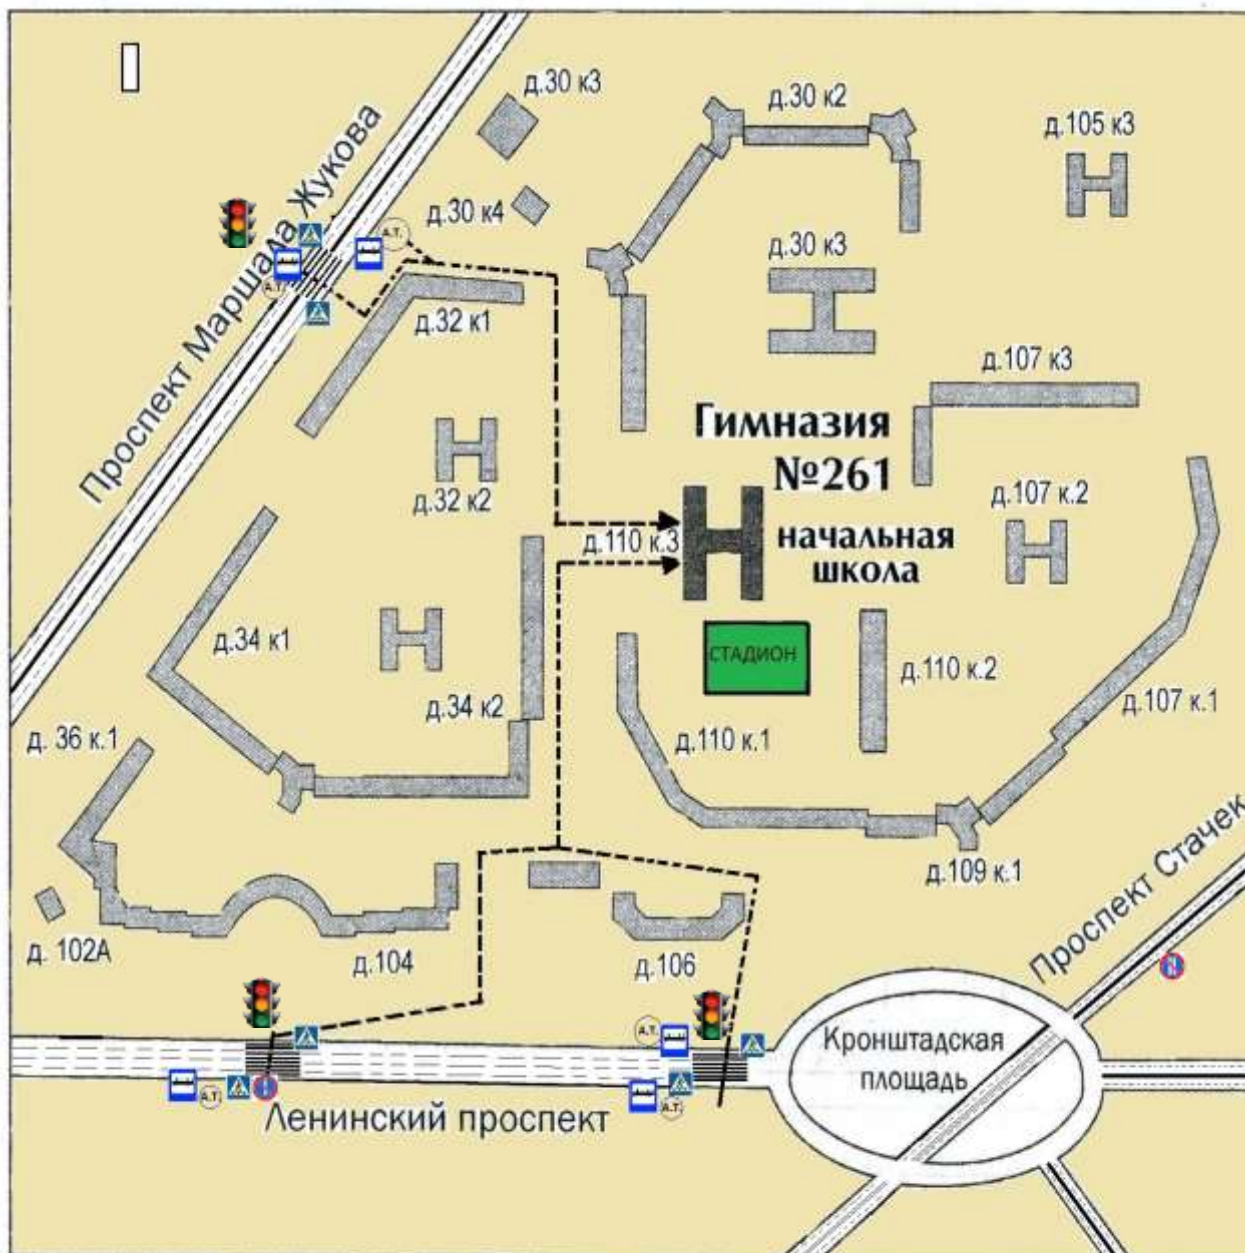 д.30 к3
д.30 к2
д.105 к3
Проспект Маршала Жукова
д.30 к4
А.Т.
А.Т.
д.30 к3
д.32 к1
д.107 к3
Гимназия
№261
д.32 к2
д.107 к.2
д.110 к.3
начальная
школа
д.34 к1
СТАДИОН
д.110 к.2
д.34 к2
д.107 к.1
д. 36 к.1
д.110 к.1
Проспект Стачек
д.109 к.1
д. 102А
д.104
д.106
А.Т.
Кронштадская
площадь
А.Т.
А.Т.
Ленинский проспект